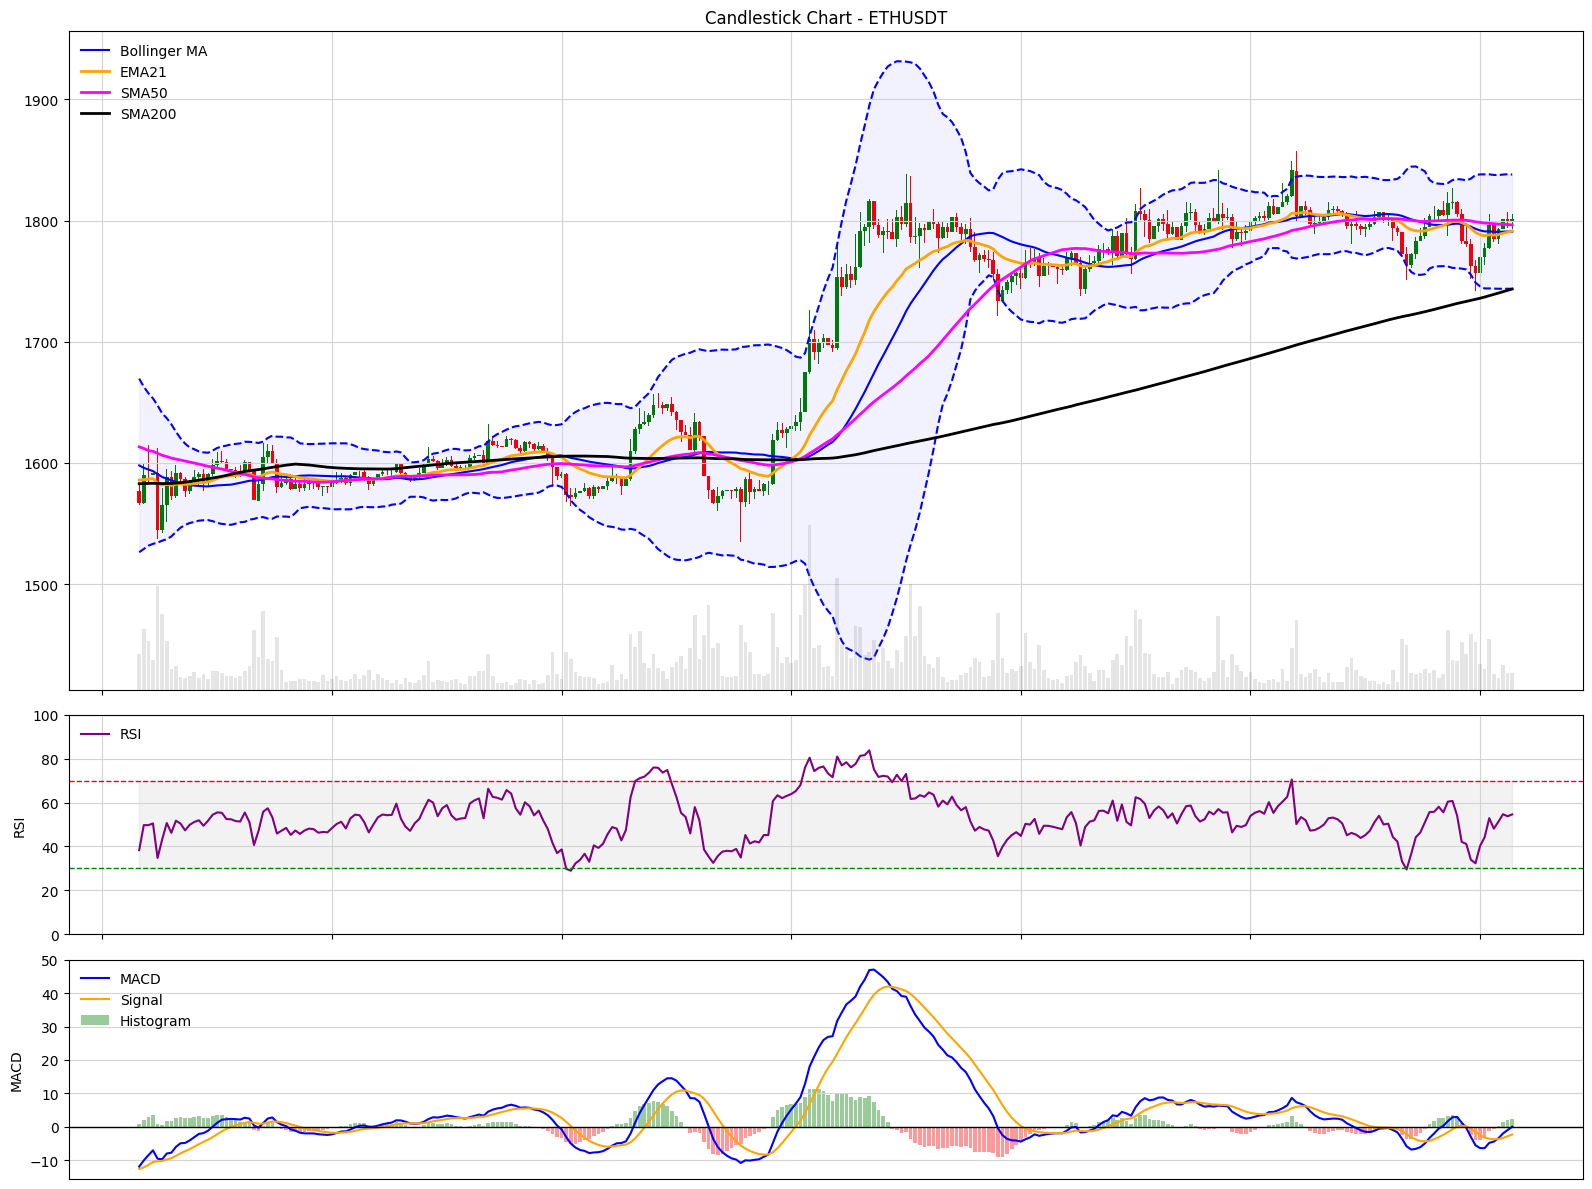 Candlestick Chart - ETHUSDT
Bollinger MA
EMA21
SMA50
SMA200
1900
1800
1700
1600
1500
RSI
100
80
60
40
20
0
RSI
MACD
Signal
Histogram
50
40
30
20
10
0
−10
MACD